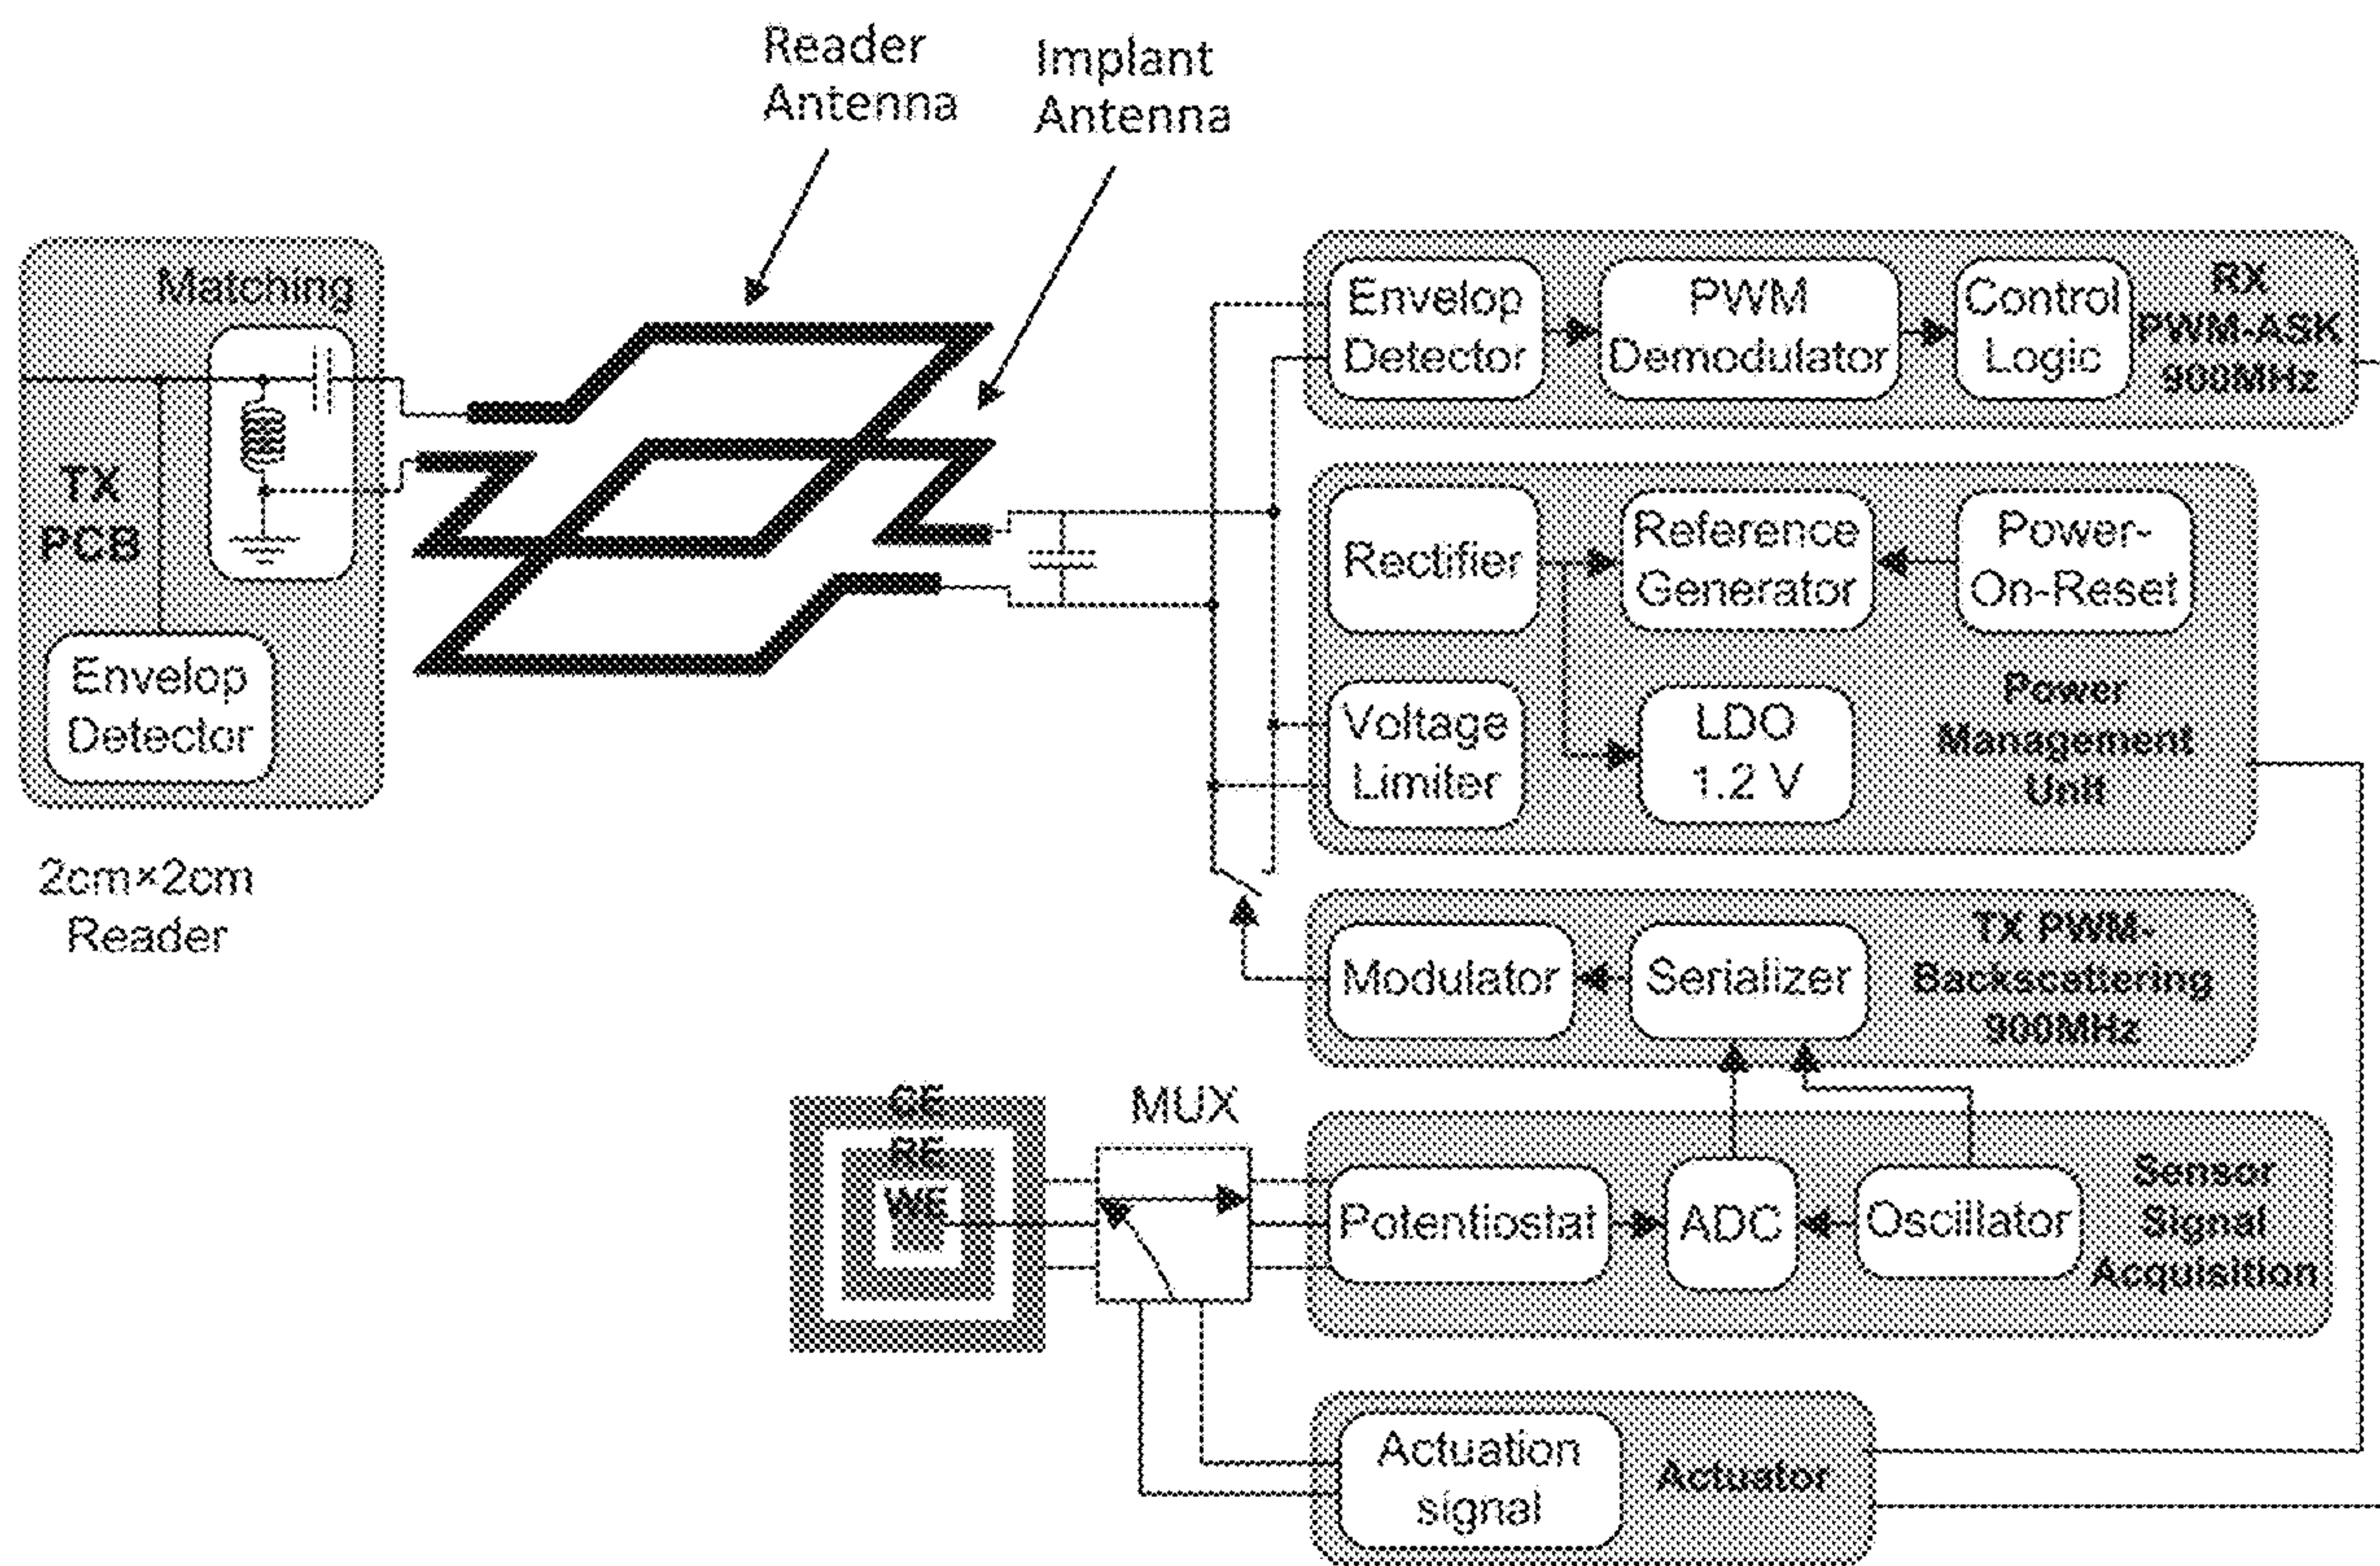 Reader
Antenna
Implant
Antenna
Matching
TX
PCB
Envelop
Detector
2cm×2cm
Reader
Envelop
Detector
PWM
Demodulator
Control
Logic
RX
PWM-ASK
900MHz
Rectifier
Reference
Generator
Power-
On-Reset
Voltage
Limiter
LDO
1.2 V
Power
Management
Unit
Modulator
Serializer
TX PWM-
Backscattering
900MHz
CE
RE
WE
MUX
Potentiostat
ADC
Oscillator
Sensor
Signal
Acquisition
Actuation
signal
Actuator